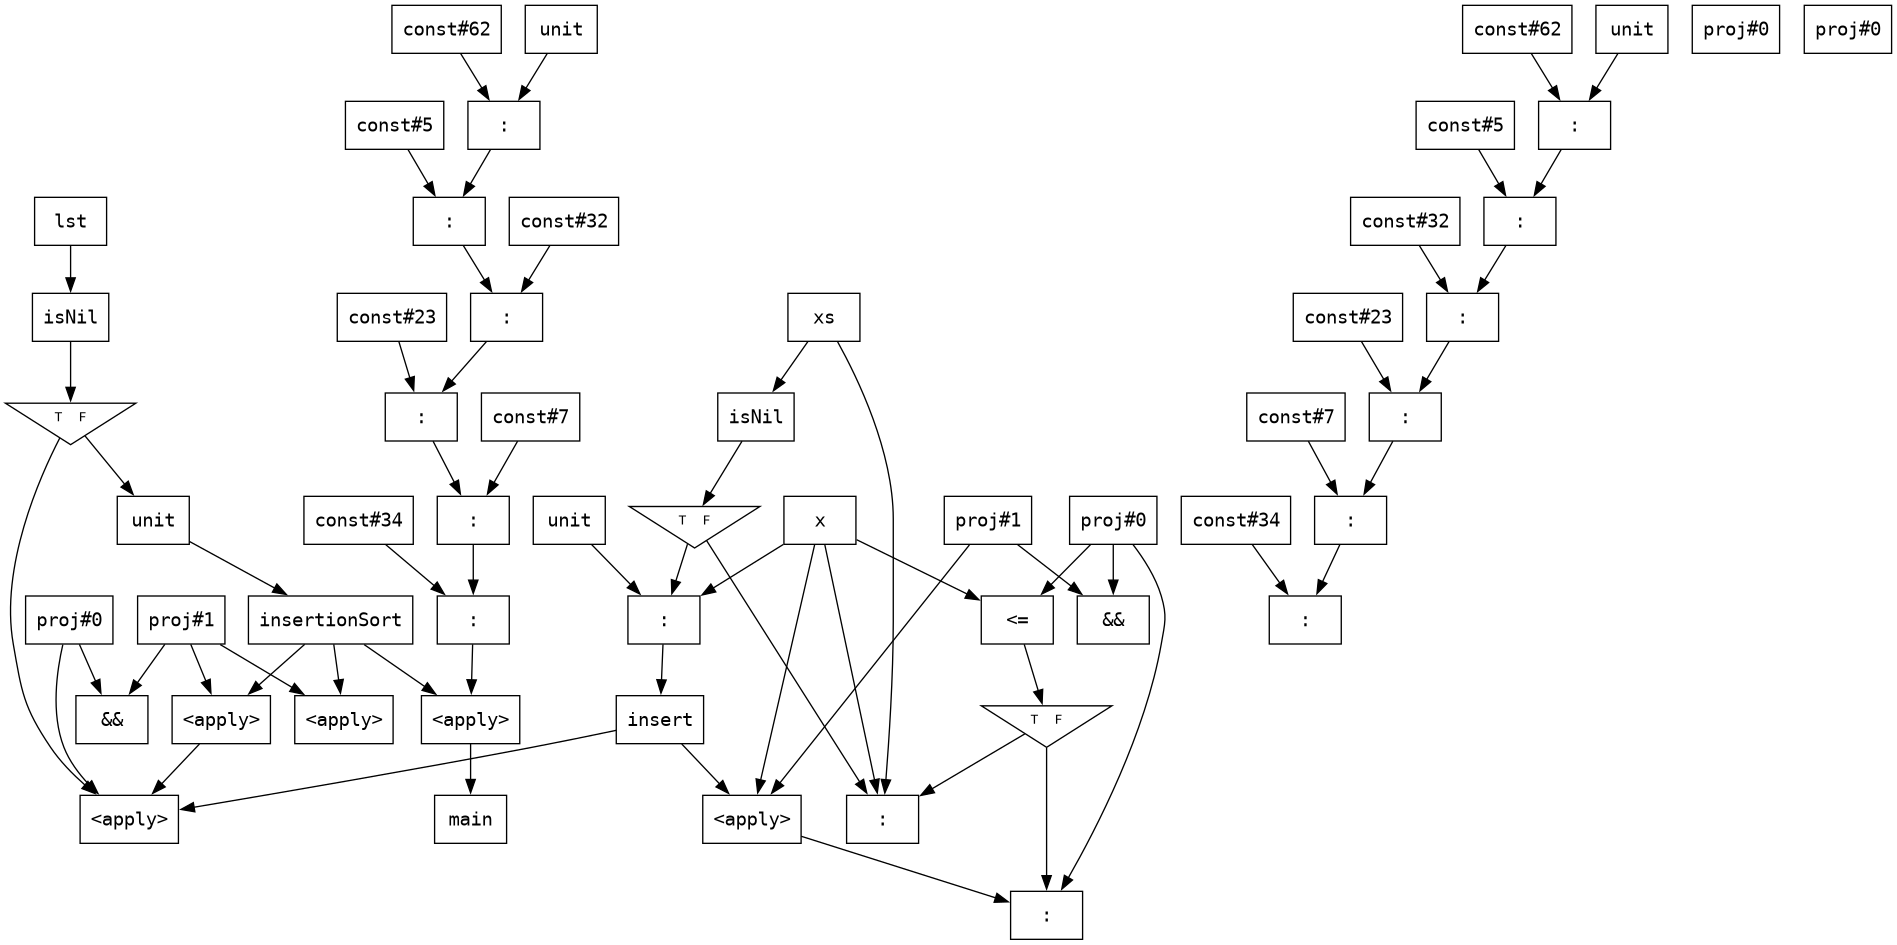 const#62 unit const#62 unit proj#0 proj#0
const#5 : const#5 :
lst : const#32 const#32 :
isNil const#23 : xs const#23 :
T F : const#7 isNil const#7 :
unit const#34 : unit T F x proj#1 proj#0 const#34 :
proj#0 proj#1 insertionSort : : <= && :
&& <apply> <apply> <apply> insert T F
<apply> main <apply> :
: